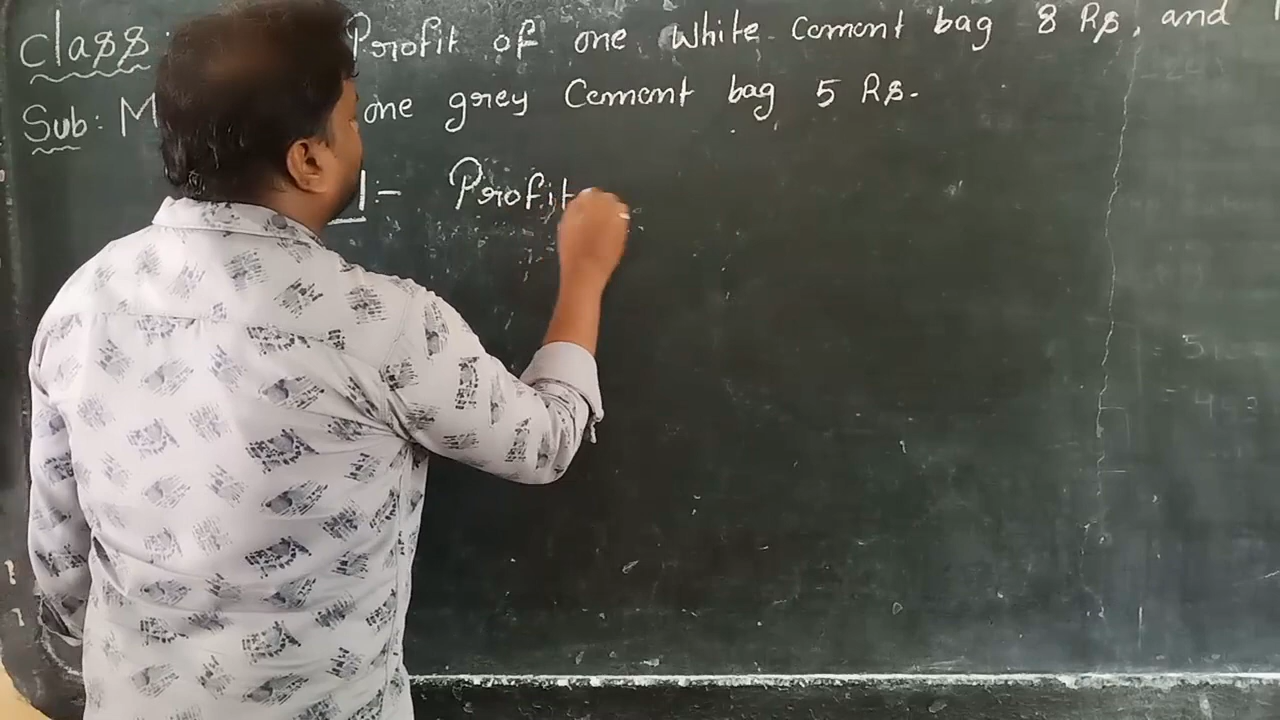 Class: Profit of one white Cement bag 8 Rs, and
Sub: M one grey Cement bag 5 Rs.
1:- Profit